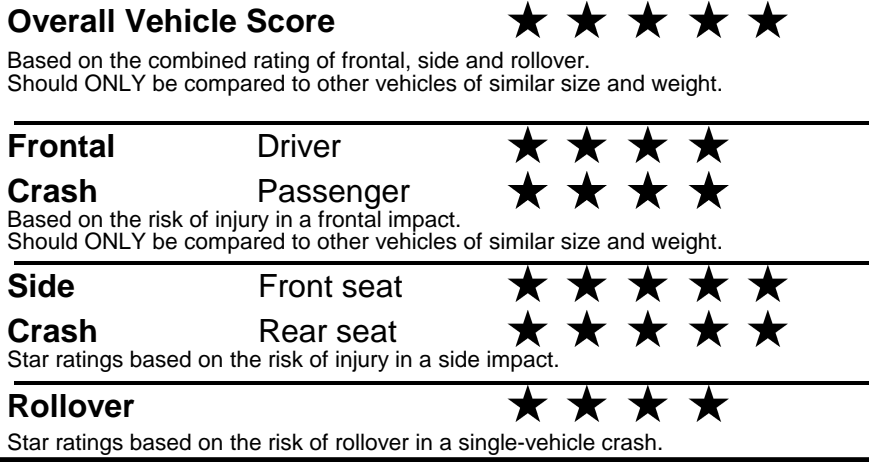 Overall Vehicle Score ★ ★ ★ ★ ★
Based on the combined rating of frontal, side and rollover.
Should ONLY be compared to other vehicles of similar size and weight.
Frontal Driver ★ ★ ★ ★
Crash Passenger ★ ★ ★ ★
Based on the risk of injury in a frontal impact.
Should ONLY be compared to other vehicles of similar size and weight.
Side Front seat ★ ★ ★ ★ ★
Crash Rear seat ★ ★ ★ ★ ★
Star ratings based on the risk of injury in a side impact.
Rollover ★ ★ ★ ★
Star ratings based on the risk of rollover in a single-vehicle crash.